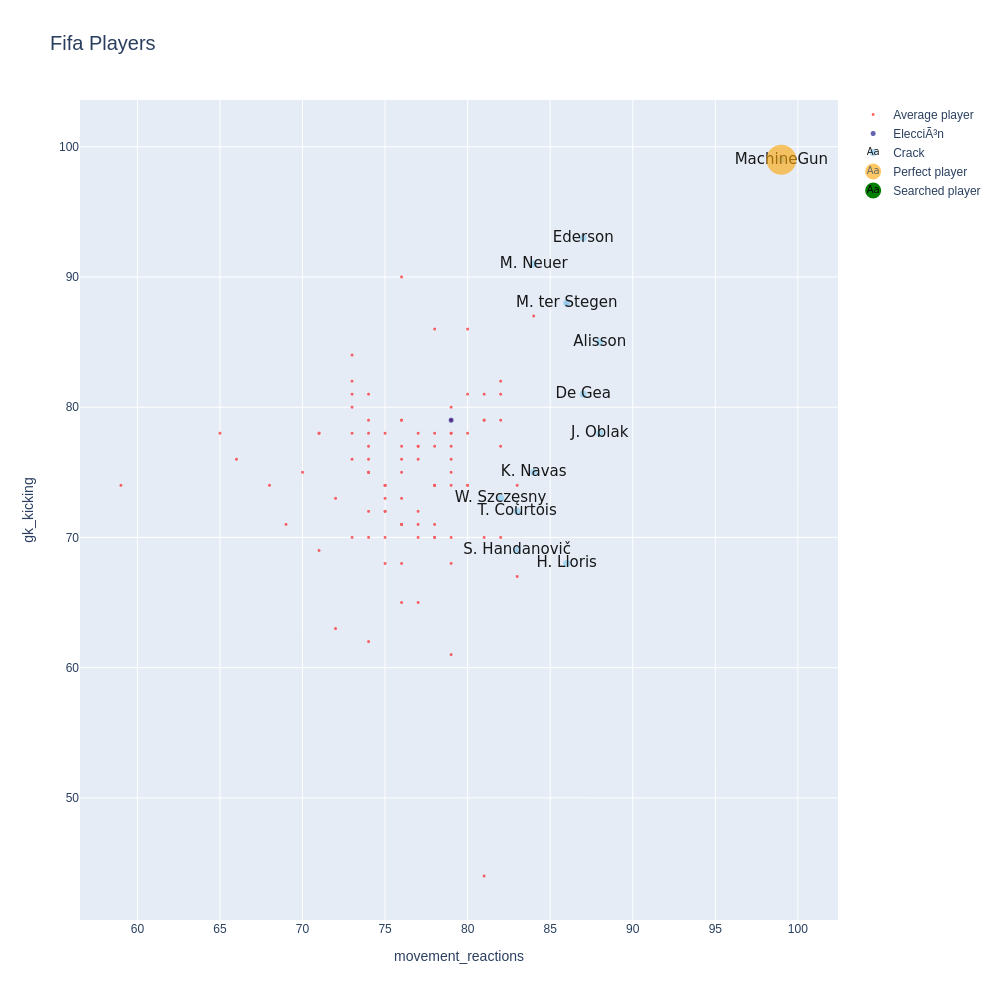 Fifa Players
Average player
ElecciÃ³n
Aa Crack
Aa Perfect player
Aa Searched player
MachineGun
Ederson
M. Neuer
M. ter Stegen
Alisson
De Gea
J. Oblak
K. Navas
W. Szczęsny
T. Courtois
S. Handanovič
H. Lloris
100
90
80
70
60
50
gk_kicking
60 65 70 75 80 85 90 95 100
movement_reactions